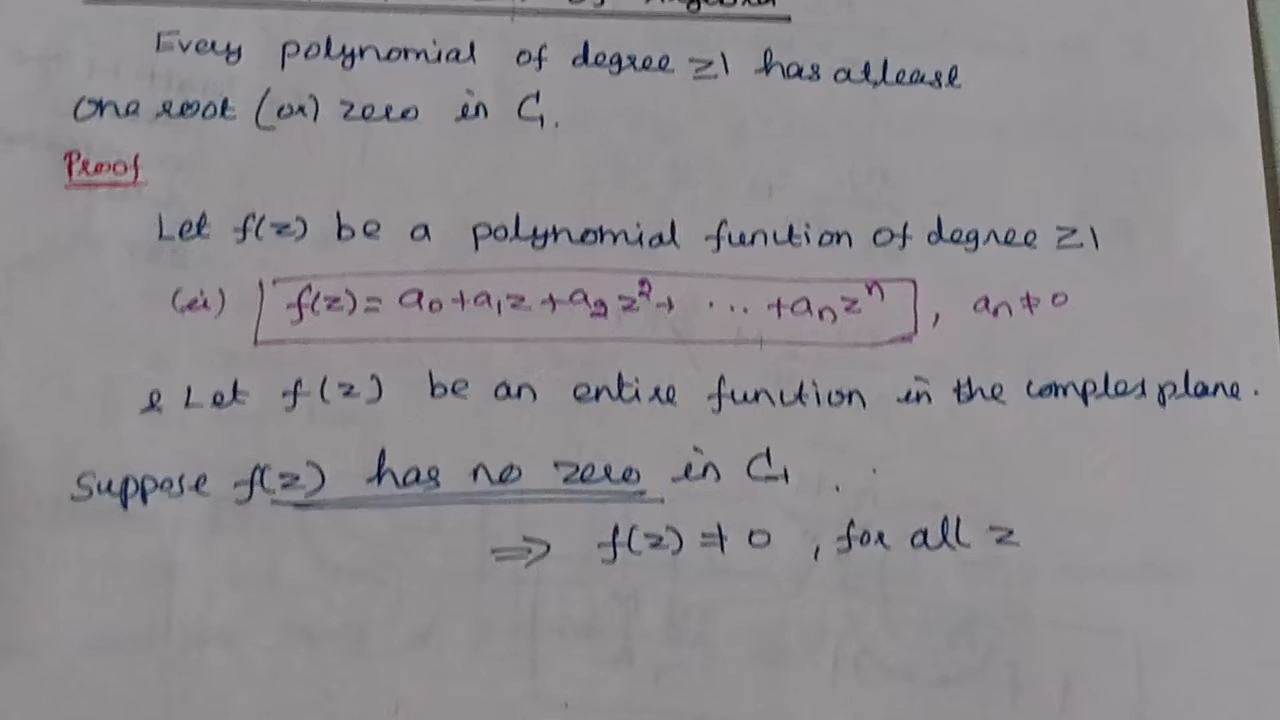 Every polynomial of degree ≥1 has atlease
one root (or) zero in ₵.
Proof
Let f(z) be a polynomial function of degree ≥1
(ie) f(z) = a₀+a₁z+a₂z²+ ... +aₙzⁿ , aₙ≠0
& Let f(z) be an entire function in the complex plane.
Suppose f(z) has no zero in ₵.
⇒ f(z) ≠ 0 , for all z